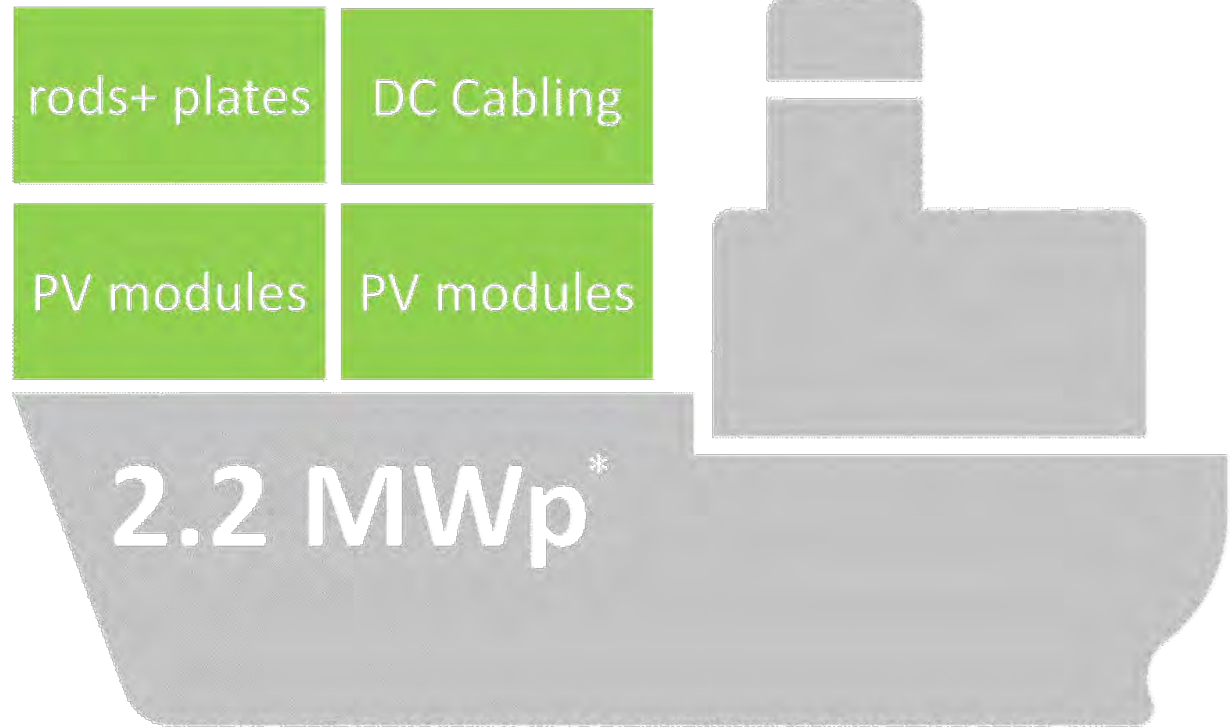 rods+ plates
DC Cabling
PV modules
PV modules
2.2 MWp*